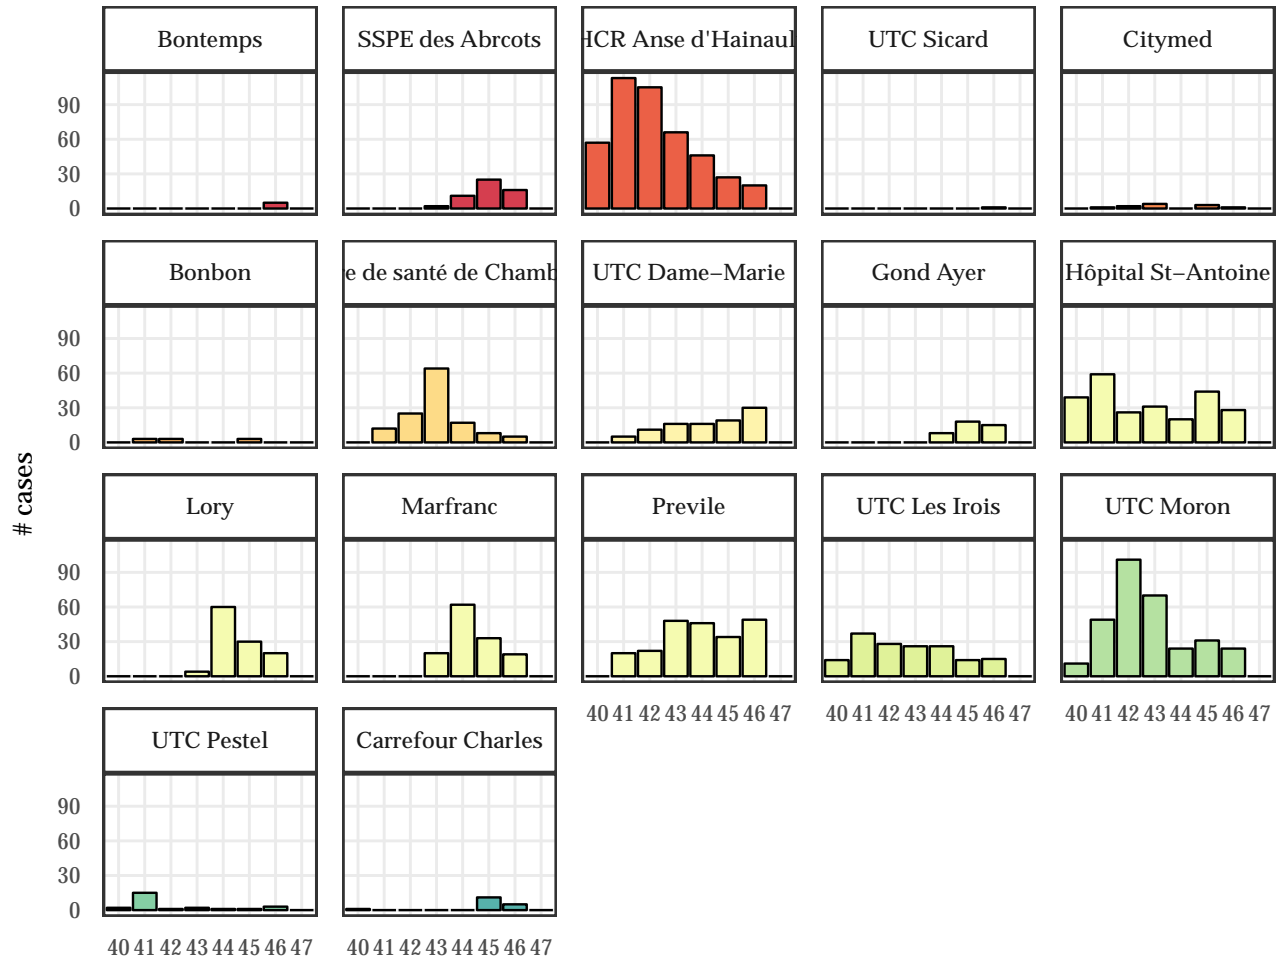 Bontemps
SSPE des Abrcots
HCR Anse d'Hainaul
UTC Sicard
Citymed
90
60
30
0
Bonbon
e de santé de Chamb
UTC Dame–Marie
Gond Ayer
Hôpital St–Antoine
90
60
30
0
# cases
Lory
Marfranc
Previle
UTC Les Irois
UTC Moron
90
60
30
0
40 41 42 43 44 45 46 47
40 41 42 43 44 45 46 47
40 41 42 43 44 45 46 47
UTC Pestel
Carrefour Charles
90
60
30
0
40 41 42 43 44 45 46 47
40 41 42 43 44 45 46 47